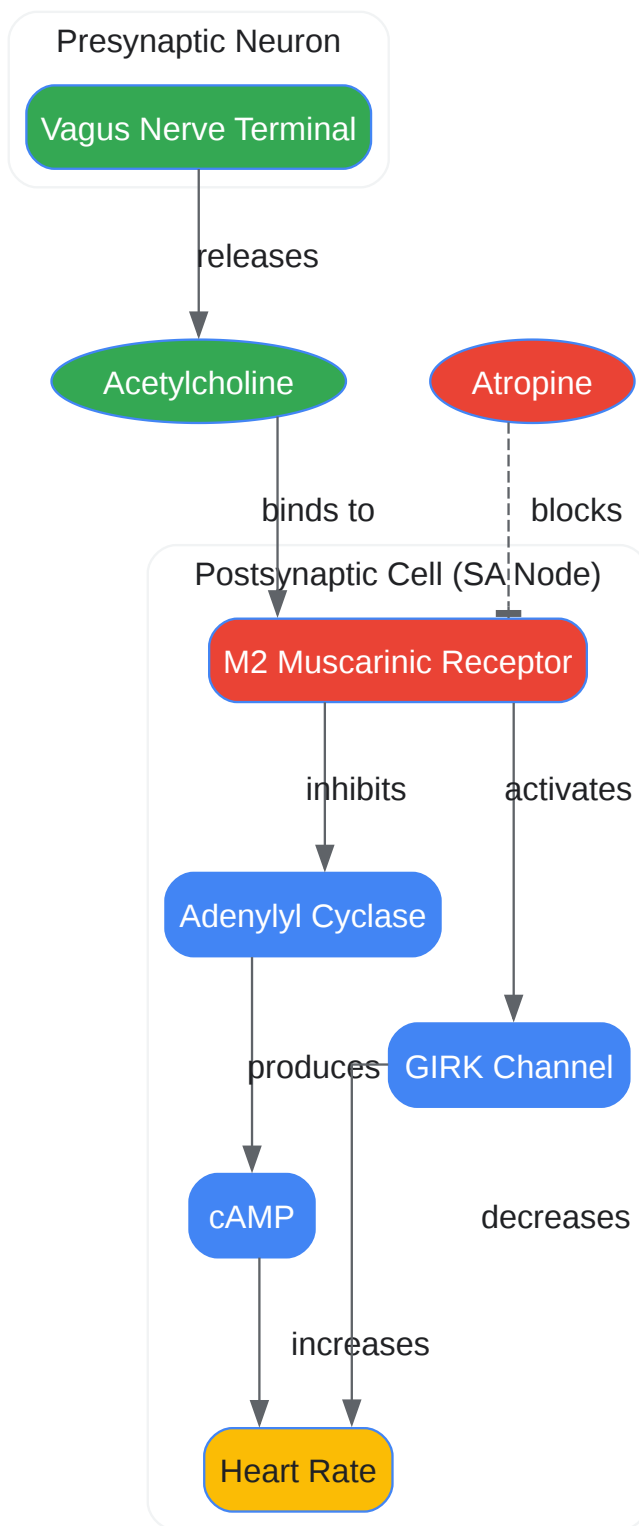 Presynaptic Neuron
Vagus Nerve Terminal
releases
Acetylcholine
Atropine
binds to
blocks
Postsynaptic Cell (SA Node)
M2 Muscarinic Receptor
inhibits
activates
Adenylyl Cyclase
produces
GIRK Channel
cAMP
decreases
increases
Heart Rate